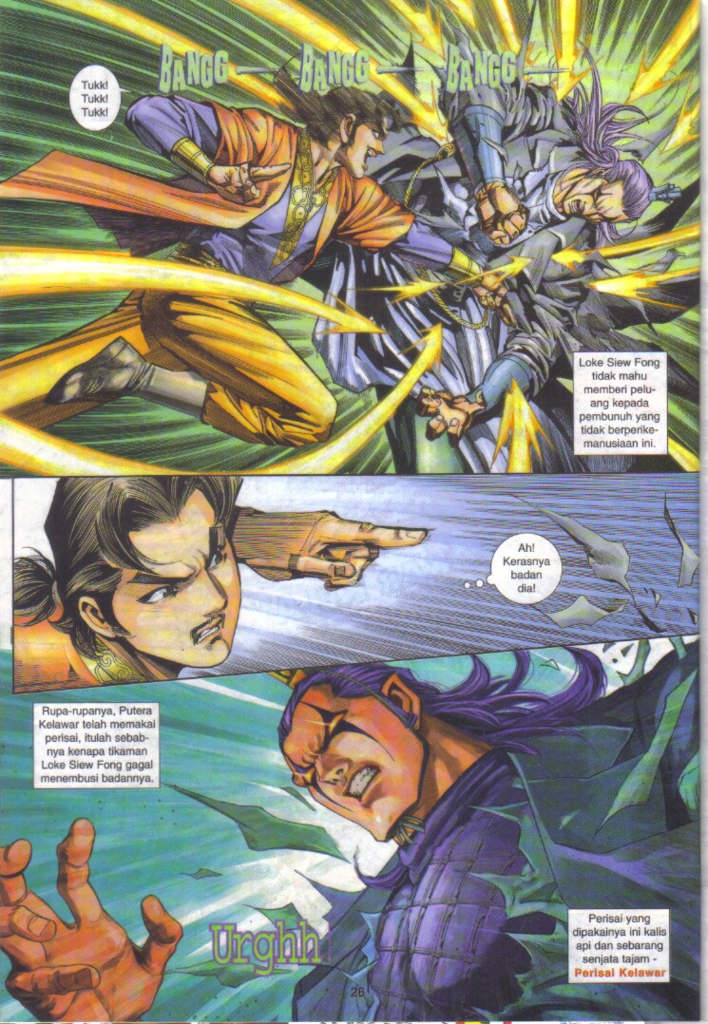 BANGG BANGG BANGG
Tukk!
Tukk!
Tukk!
Loke Siew Fong
tidak mahu
memberi pelu-
ang kepada
pembunuh yang
tidak berperike-
manusiaan ini.
Ah!
Kerasnya
badan
dia!
Rupa-rupanya, Putera
Kelawar telah memakai
perisai, itulah sebab-
nya kenapa tikaman
Loke Siew Fong gagal
menembusi badannya.
Urghh
Perisai yang
dipakainya ini kalis
api dan sebarang
senjata tajam -
Perisai Kelawar
26